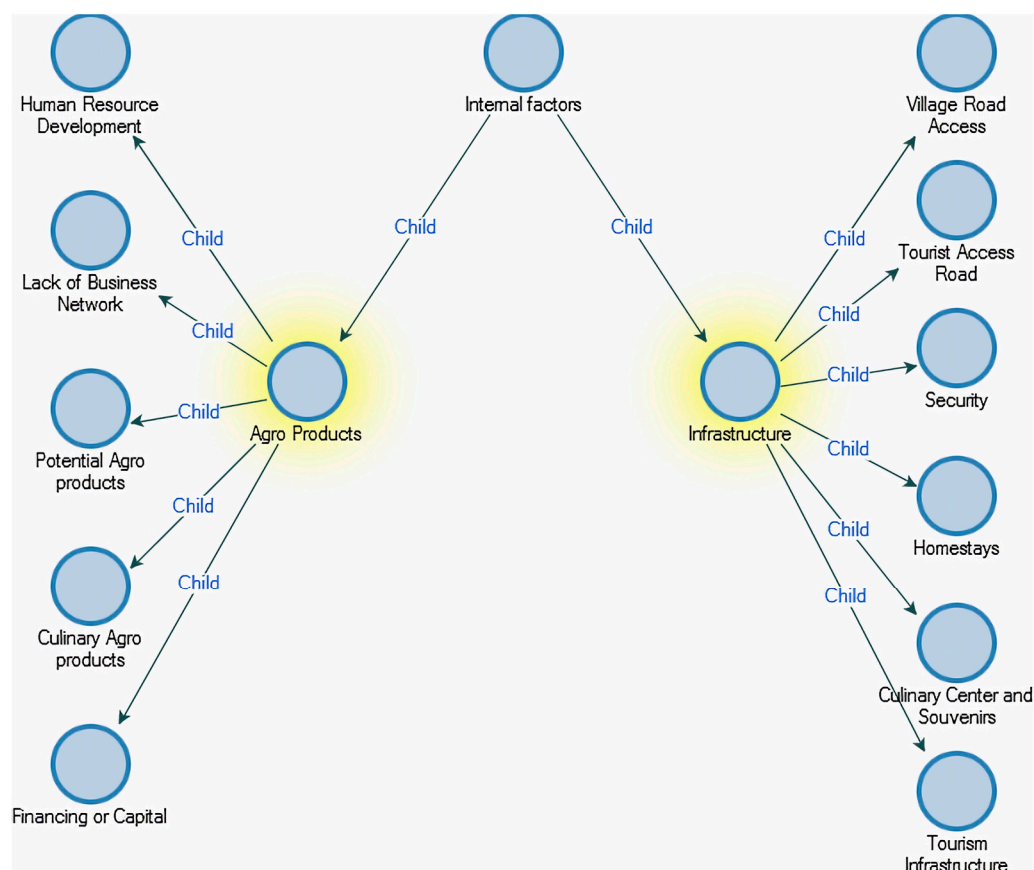 Human Resource
Development
Internal factors
Village Road
Access
Child
Child
Child
Child
Lack of Business
Network
Tourist Access
Road
Child
Child
Child
Security
Child
Potential Agro
products
Agro Products
Infrastructure
Child
Child
Homestays
Child
Child
Child
Culinary Agro
products
Culinary Center and
Souvenirs
Financing or Capital
Tourism
Infrastructure